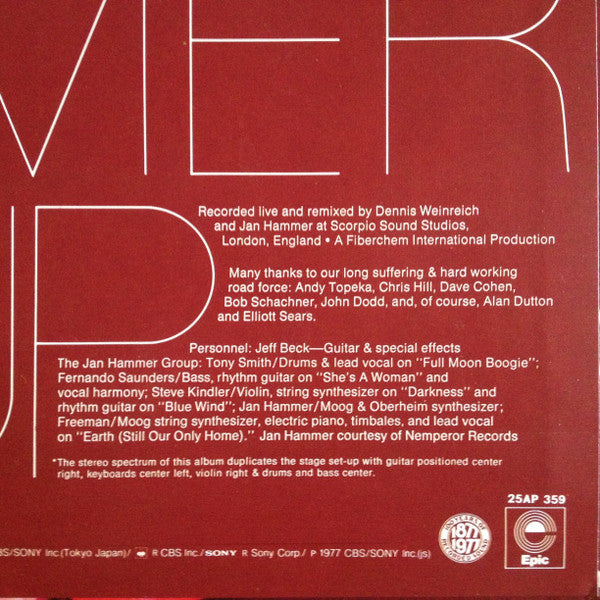 MER
UP
Recorded live and remixed by Dennis Weinreich
and Jan Hammer at Scorpio Sound Studios,
London, England • A Fiberchem International Production
Many thanks to our long suffering & hard working
road force: Andy Topeka, Chris Hill, Dave Cohen,
Bob Schachner, John Dodd, and, of course, Alan Dutton
and Elliott Sears.
Personnel: Jeff Beck—Guitar & special effects
The Jan Hammer Group: Tony Smith/Drums & lead vocal on "Full Moon Boogie";
Fernando Saunders/Bass, rhythm guitar on "She's A Woman" and
vocal harmony; Steve Kindler/Violin, string synthesizer on "Darkness" and
rhythm guitar on "Blue Wind"; Jan Hammer/Moog & Oberheim synthesizer;
Freeman/Moog string synthesizer, electric piano, timbales, and lead vocal
on "Earth (Still Our Only Home)." Jan Hammer courtesy of Nemperor Records
*The stereo spectrum of this album duplicates the stage set-up with guitar positioned center
right, keyboards center left, violin right & drums and bass center.
25AP 359
100 YEARS OF
1877
1977
RECORDED SOUND
Epic
BS/SONY Inc.(Tokyo Japan)/ R CBS Inc./SONY R Sony Corp./ P 1977 CBS/SONY Inc.(js)